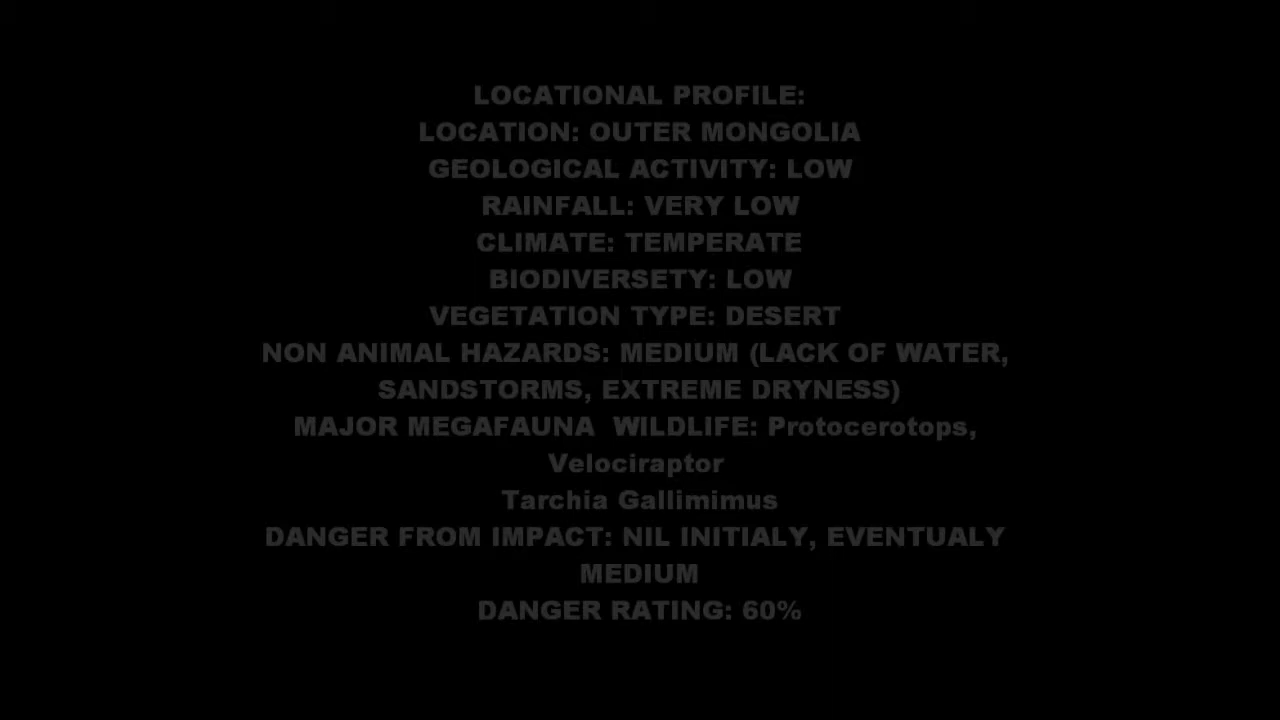 LOCATIONAL PROFILE:
LOCATION: OUTER MONGOLIA
GEOLOGICAL ACTIVITY: LOW
RAINFALL: VERY LOW
CLIMATE: TEMPERATE
BIODIVERSETY: LOW
VEGETATION TYPE: DESERT
NON ANIMAL HAZARDS: MEDIUM (LACK OF WATER,
SANDSTORMS, EXTREME DRYNESS)
MAJOR MEGAFAUNA  WILDLIFE: Protocerotops,
Velociraptor
Tarchia Gallimimus
DANGER FROM IMPACT: NIL INITIALY, EVENTUALY
MEDIUM
DANGER RATING: 60%